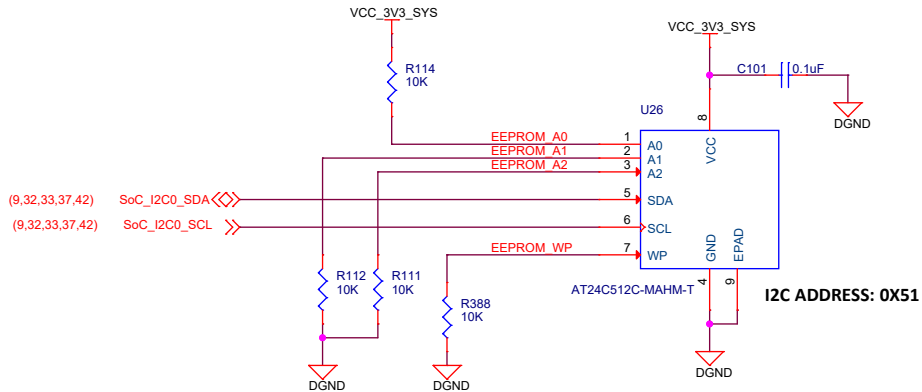 VCC_3V3_SYS
VCC_3V3_SYS
R114
10K
C101
0.1uF
DGND
U26
8
VCC
EEPROM_A0
1
A0
EEPROM_A1
2
A1
EEPROM_A2
3
A2
(9,32,33,37,42)
SoC_I2C0_SDA
5
SDA
(9,32,33,37,42)
SoC_I2C0_SCL
6
SCL
EEPROM_WP
7
WP
GND
EPAD
4
9
AT24C512C-MAHM-T
I2C ADDRESS: 0X51
R112
10K
R111
10K
R388
10K
DGND
DGND
DGND